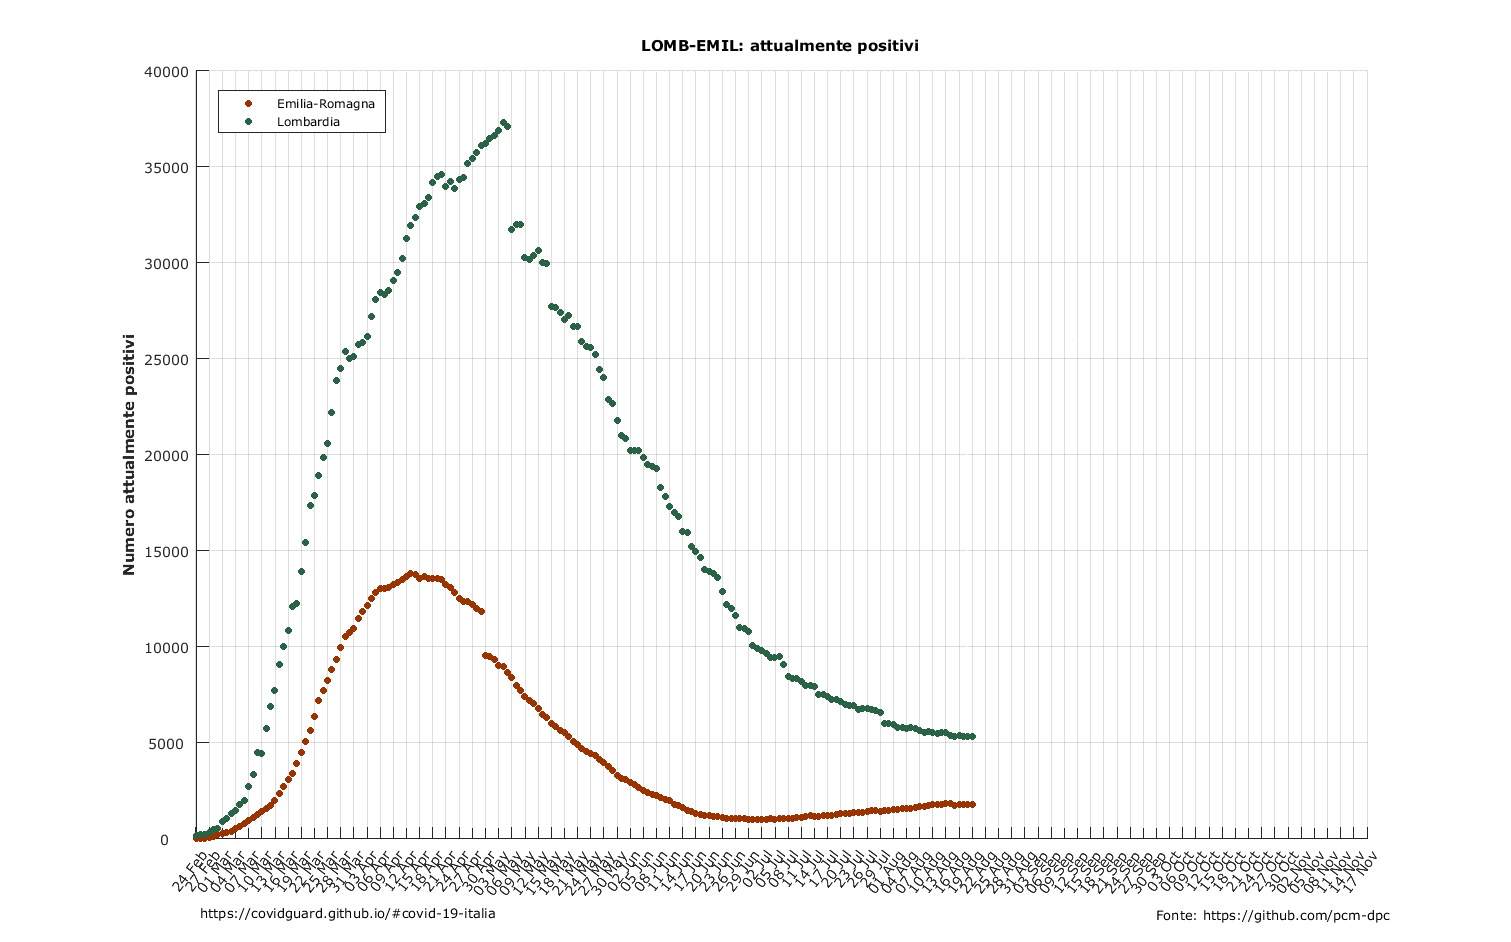 LOMB-EMIL: attualmente positivi
40000
Emilia-Romagna
Lombardia
35000
30000
25000
20000
15000
10000
5000
0
Numero attualmente positivi
24 Feb
27 Feb
01 Mar
04 Mar
07 Mar
10 Mar
13 Mar
16 Mar
19 Mar
22 Mar
25 Mar
28 Mar
31 Mar
03 Apr
06 Apr
09 Apr
12 Apr
15 Apr
18 Apr
21 Apr
24 Apr
27 Apr
30 Apr
03 May
06 May
09 May
12 May
15 May
18 May
21 May
24 May
27 May
30 May
02 Jun
05 Jun
08 Jun
11 Jun
14 Jun
17 Jun
20 Jun
23 Jun
26 Jun
29 Jun
02 Jul
05 Jul
08 Jul
11 Jul
14 Jul
17 Jul
20 Jul
23 Jul
26 Jul
29 Jul
01 Aug
04 Aug
07 Aug
10 Aug
13 Aug
16 Aug
19 Aug
22 Aug
25 Aug
28 Aug
31 Aug
03 Sep
06 Sep
09 Sep
12 Sep
15 Sep
18 Sep
21 Sep
24 Sep
27 Sep
30 Sep
03 Oct
06 Oct
09 Oct
12 Oct
15 Oct
18 Oct
21 Oct
24 Oct
27 Oct
30 Oct
02 Nov
05 Nov
08 Nov
11 Nov
14 Nov
17 Nov
https://covidguard.github.io/#covid-19-italia
Fonte: https://github.com/pcm-dpc